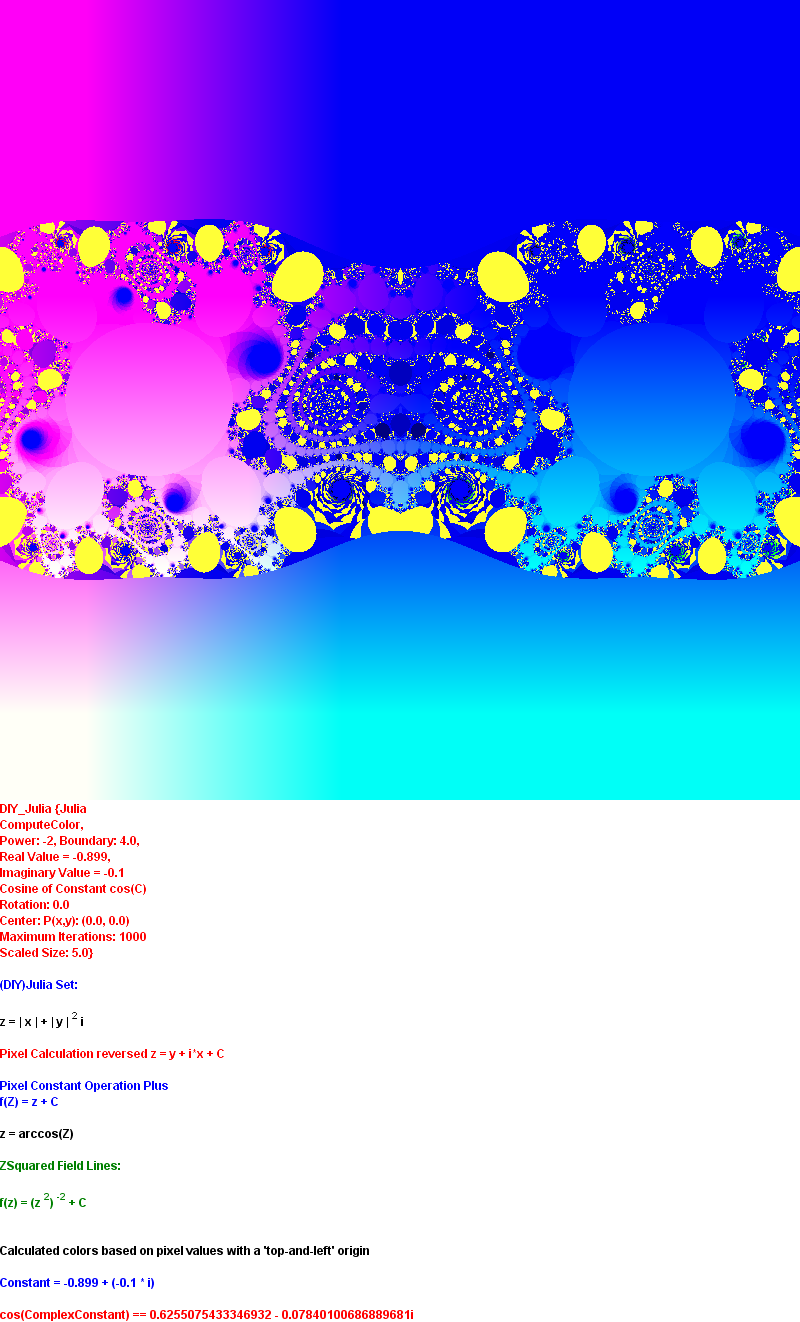 DIY_Julia {Julia
ComputeColor,
Power: -2, Boundary: 4.0,
Real Value = -0.899,
Imaginary Value = -0.1
Cosine of Constant cos(C)
Rotation: 0.0
Center: P(x,y): (0.0, 0.0)
Maximum Iterations: 1000
Scaled Size: 5.0}
(DIY)Julia Set:
z = | x | + | y | ² i
Pixel Calculation reversed z = y + i*x + C
Pixel Constant Operation Plus
f(Z) = z + C
z = arccos(Z)
ZSquared Field Lines:
f(z) = (z ²) ⁻² + C
Calculated colors based on pixel values with a 'top-and-left' origin
Constant = -0.899 + (-0.1 * i)
cos(ComplexConstant) == 0.6255075433346932 - 0.07840100686889681i